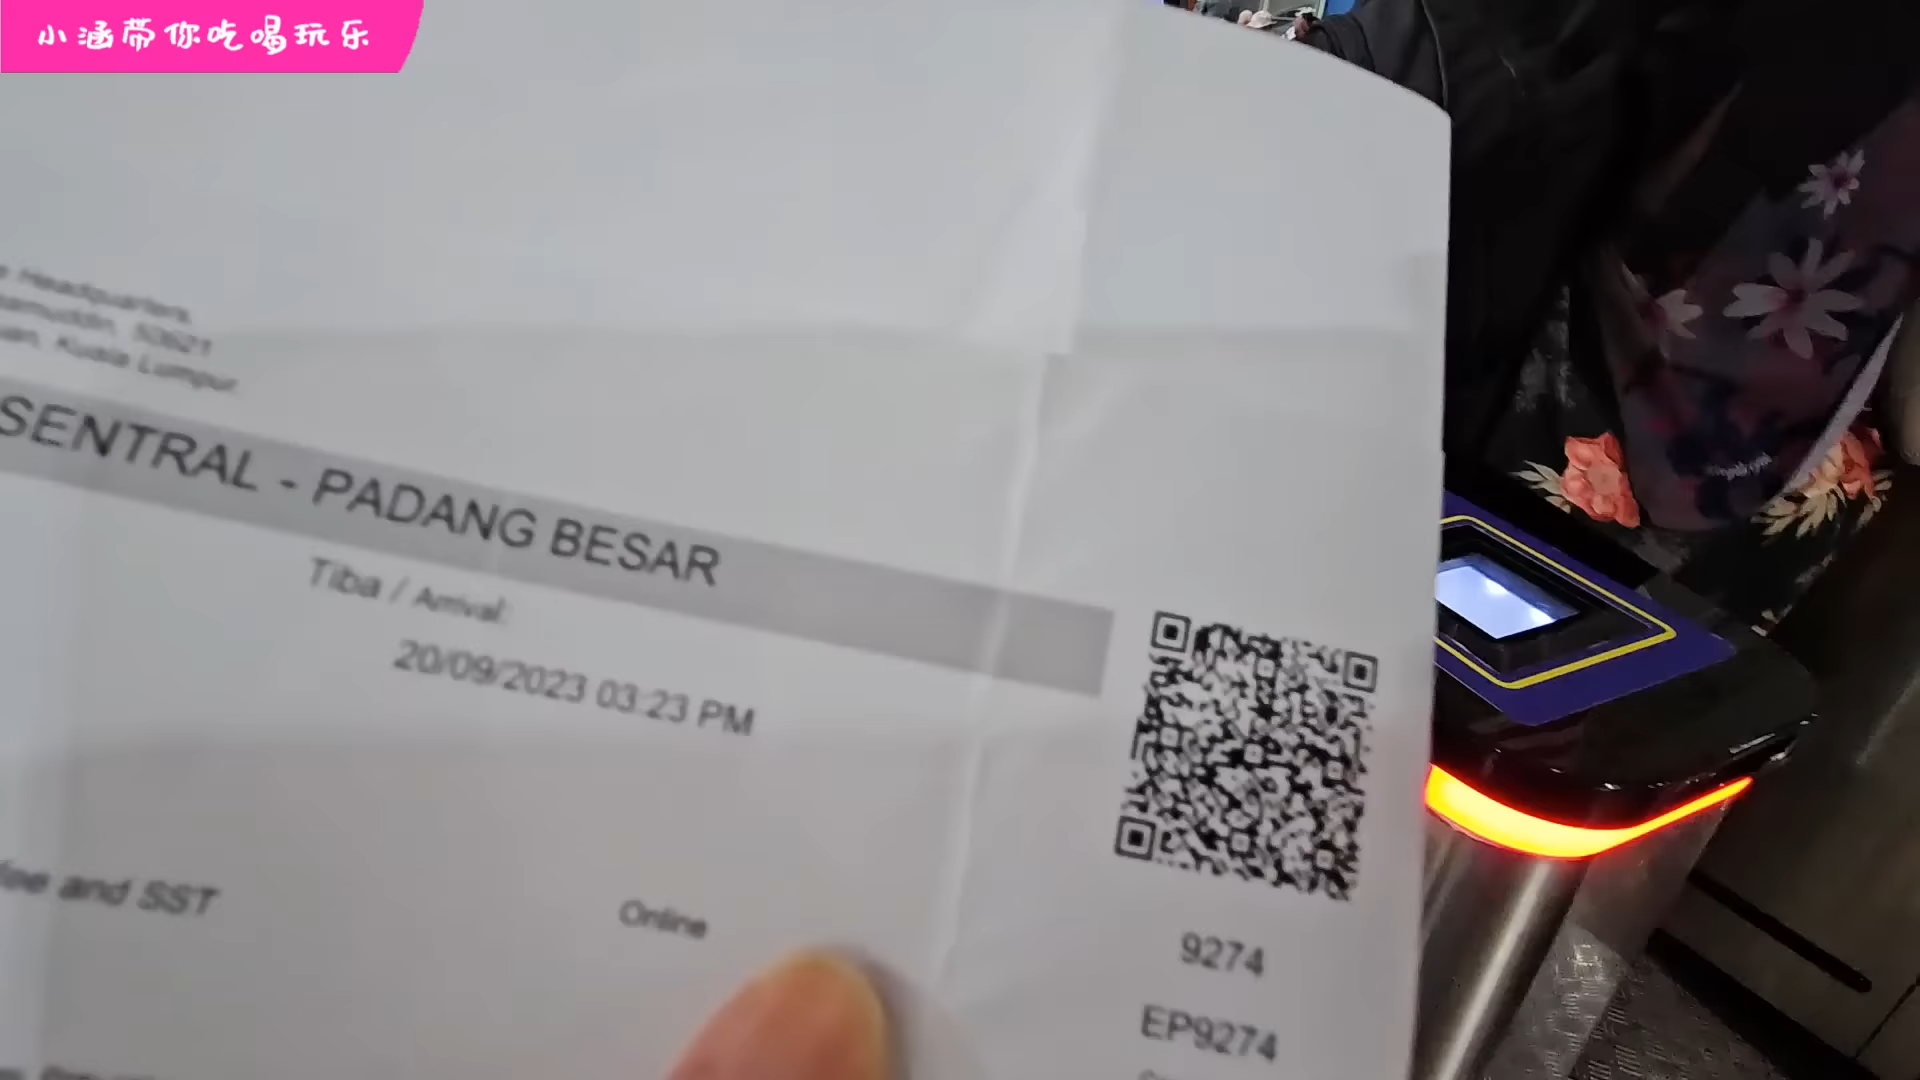 小涵带你吃喝玩乐
Headquarters,
50621
Kuala Lumpur
SENTRAL - PADANG BESAR
Tiba / Arrival:
20/09/2023 03:23 PM
and SST
Online
9274
EP9274